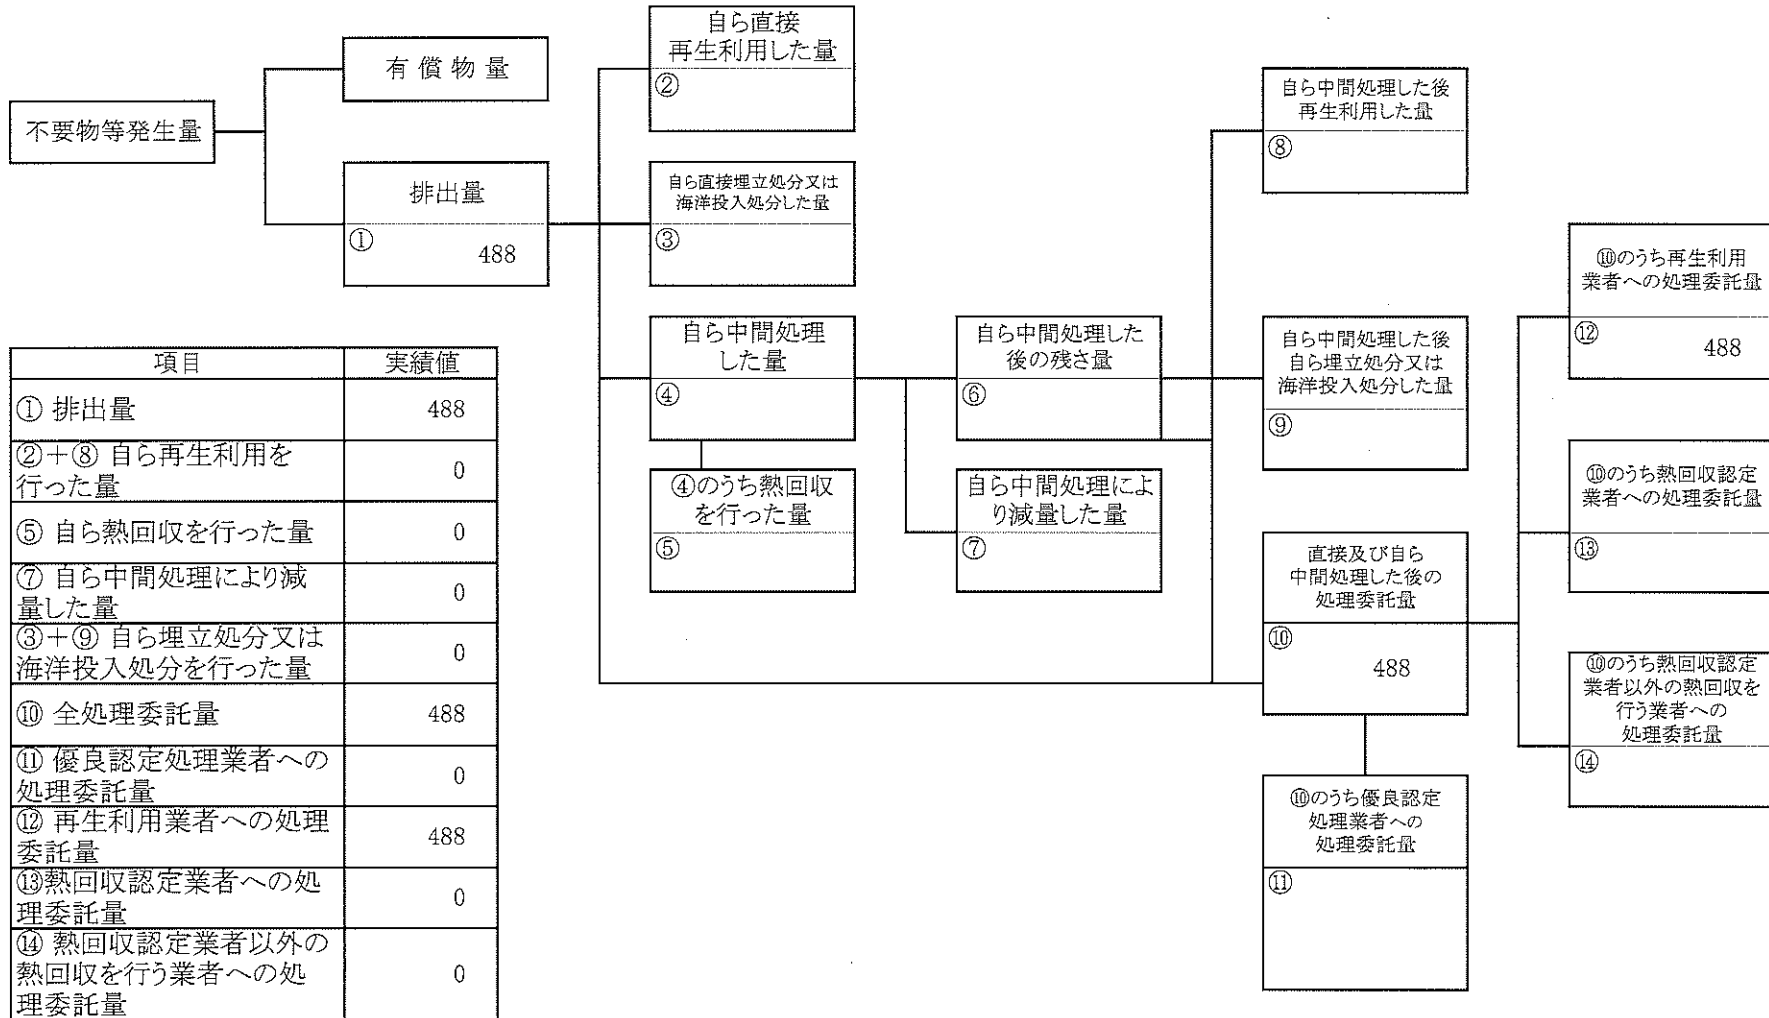 不要物等発生量
有償物量
排出量
①
488
自ら直接
再生利用した量
②
自ら直接埋立処分又は
海洋投入処分した量
③
自ら中間処理
した量
④
④のうち熱回収
を行った量
⑤
自ら中間処理した
後の残さ量
⑥
自ら中間処理によ
り減量した量
⑦
自ら中間処理した後
再生利用した量
⑧
自ら中間処理した後
自ら埋立処分又は
海洋投入処分した量
⑨
直接及び自ら
中間処理した後の
処理委託量
⑩
488
⑩のうち優良認定
処理業者への
処理委託量
⑪
⑩のうち再生利用
業者への処理委託量
⑫
488
⑩のうち熱回収認定
業者への処理委託量
⑬
⑩のうち熱回収認定
業者以外の熱回収を
行う業者への
処理委託量
⑭
項目 実績値
① 排出量 488
②+⑧ 自ら再生利用を
行った量 0
⑤ 自ら熱回収を行った量 0
⑦ 自ら中間処理により減
量した量 0
③+⑨ 自ら埋立処分又は
海洋投入処分を行った量 0
⑩ 全処理委託量 488
⑪ 優良認定処理業者への
処理委託量 0
⑫ 再生利用業者への処理
委託量 488
⑬熱回収認定業者への処
理委託量 0
⑭ 熱回収認定業者以外の
熱回収を行う業者への処
理委託量 0